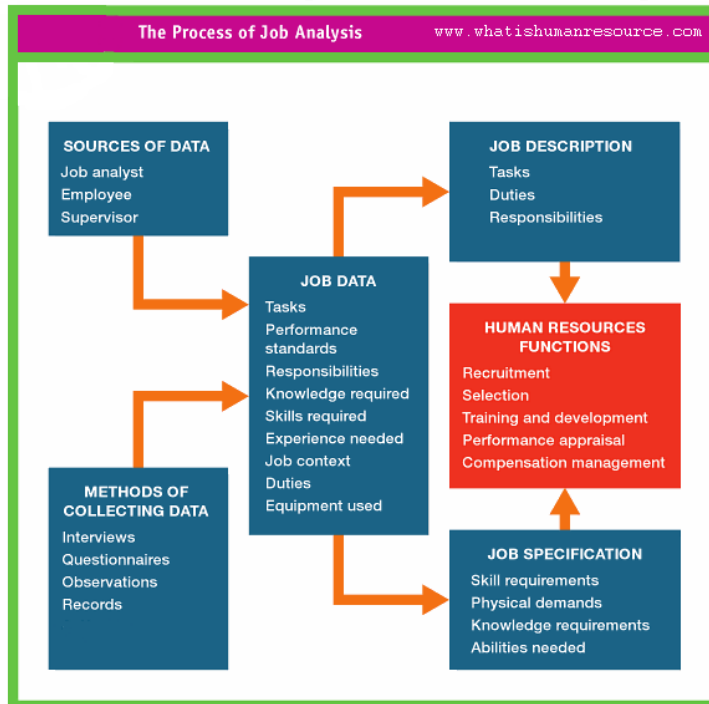 The Process of Job Analysis
www.whatishumanresource.com
SOURCES OF DATA
Job analyst
Employee
Supervisor
METHODS OF
COLLECTING DATA
Interviews
Questionnaires
Observations
Records
JOB DATA
Tasks
Performance
standards
Responsibilities
Knowledge required
Skills required
Experience needed
Job context
Duties
Equipment used
JOB DESCRIPTION
Tasks
Duties
Responsibilities
HUMAN RESOURCES
FUNCTIONS
Recruitment
Selection
Training and development
Performance appraisal
Compensation management
JOB SPECIFICATION
Skill requirements
Physical demands
Knowledge requirements
Abilities needed